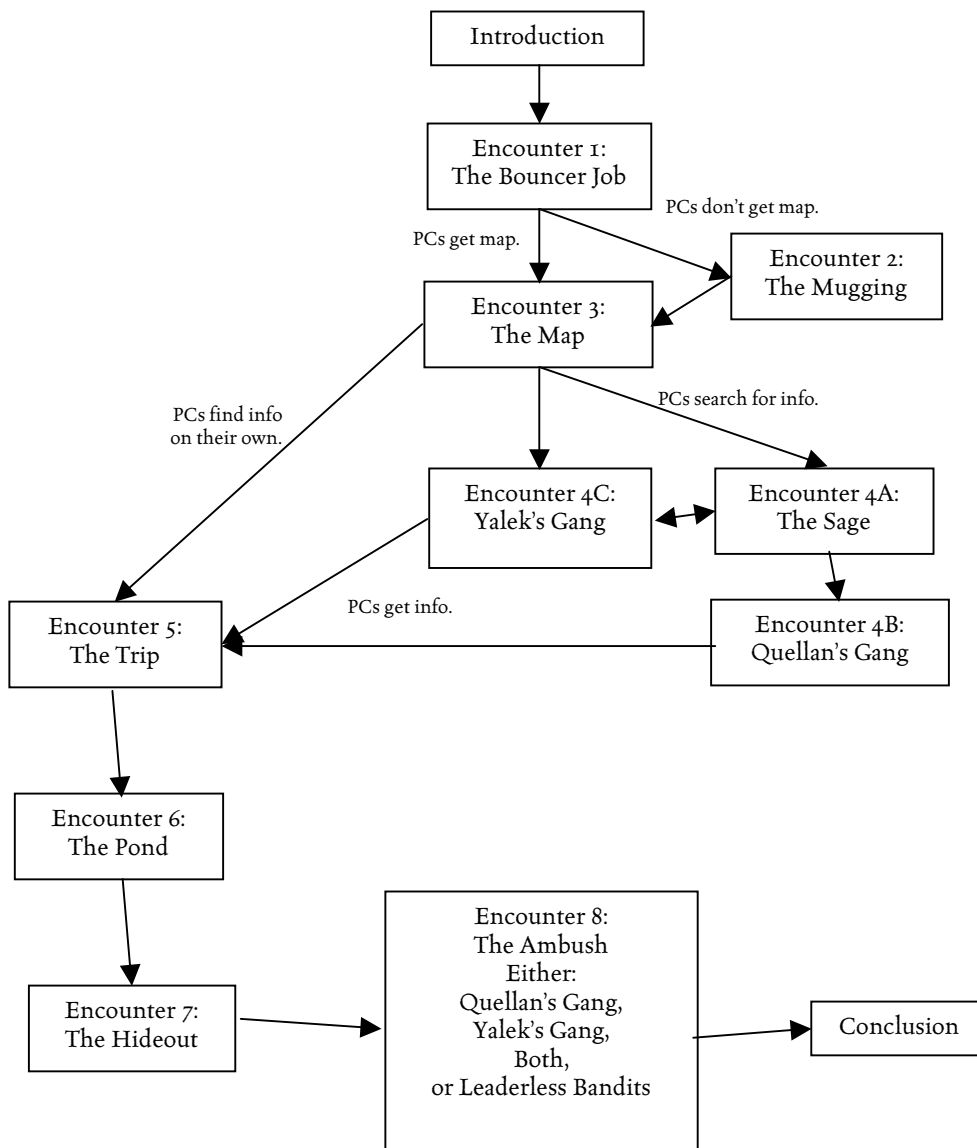 Introduction
Encounter 1:
The Bouncer Job
PCs don't get map.
PCs get map.
Encounter 2:
The Mugging
Encounter 3:
The Map
PCs search for info.
PCs find info
on their own.
Encounter 4C:
Yalek's Gang
Encounter 4A:
The Sage
PCs get info.
Encounter 5:
The Trip
Encounter 4B:
Quellan's Gang
Encounter 6:
The Pond
Encounter 7:
The Hideout
Encounter 8:
The Ambush
Either:
Quellan's Gang,
Yalek's Gang,
Both,
or Leaderless Bandits
Conclusion